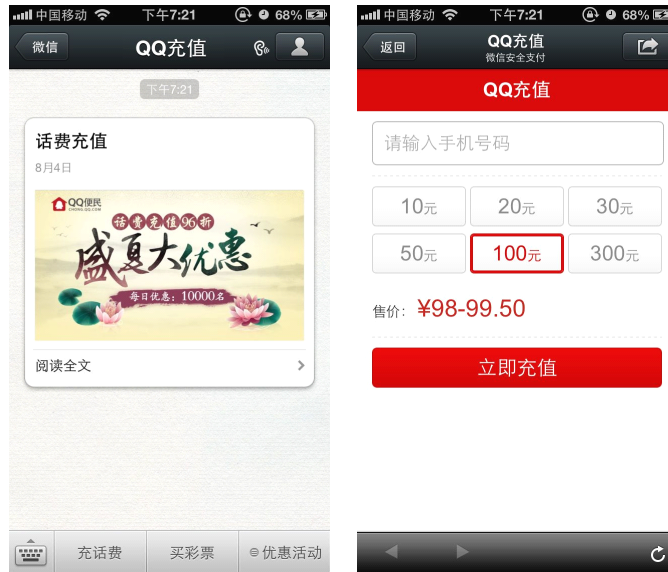 中国移动 下午7:21 68%
微信 QQ充值
下午7:21
话费充值
8月4日
QQ便民
CHONG.QQ.COM
话费充值96折
盛夏大优惠
每日优惠：10000名
阅读全文
充话费 买彩票 优惠活动
中国移动 下午7:21 68%
返回 QQ充值
微信安全支付
QQ充值
请输入手机号码
10元 20元 30元
50元 100元 300元
售价： ¥98-99.50
立即充值